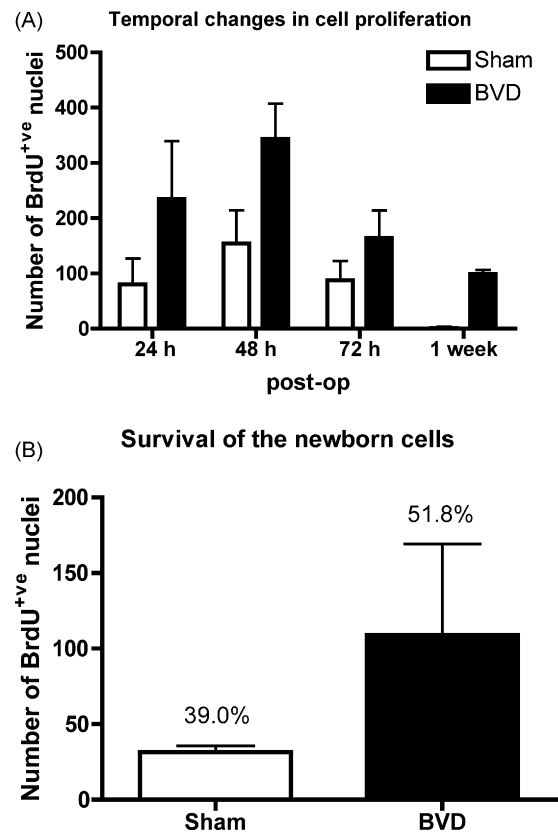 (A)
Temporal changes in cell proliferation
Number of BrdU+ve nuclei
500
400
300
200
100
0
Sham
BVD
24 h 48 h 72 h 1 week
post-op
(B)
Survival of the newborn cells
Number of BrdU+ve nuclei
200
150
100
50
0
39.0%
51.8%
Sham BVD